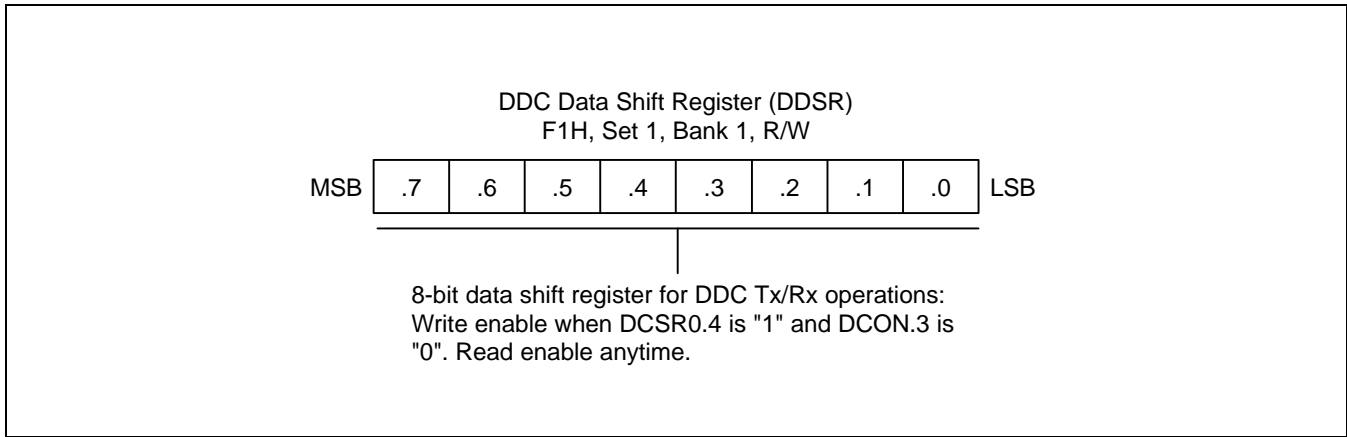 DDC Data Shift Register (DDSR)
F1H, Set 1, Bank 1, R/W
MSB .7 .6 .5 .4 .3 .2 .1 .0 LSB
8-bit data shift register for DDC Tx/Rx operations:
Write enable when DCSR0.4 is "1" and DCON.3 is
"0". Read enable anytime.